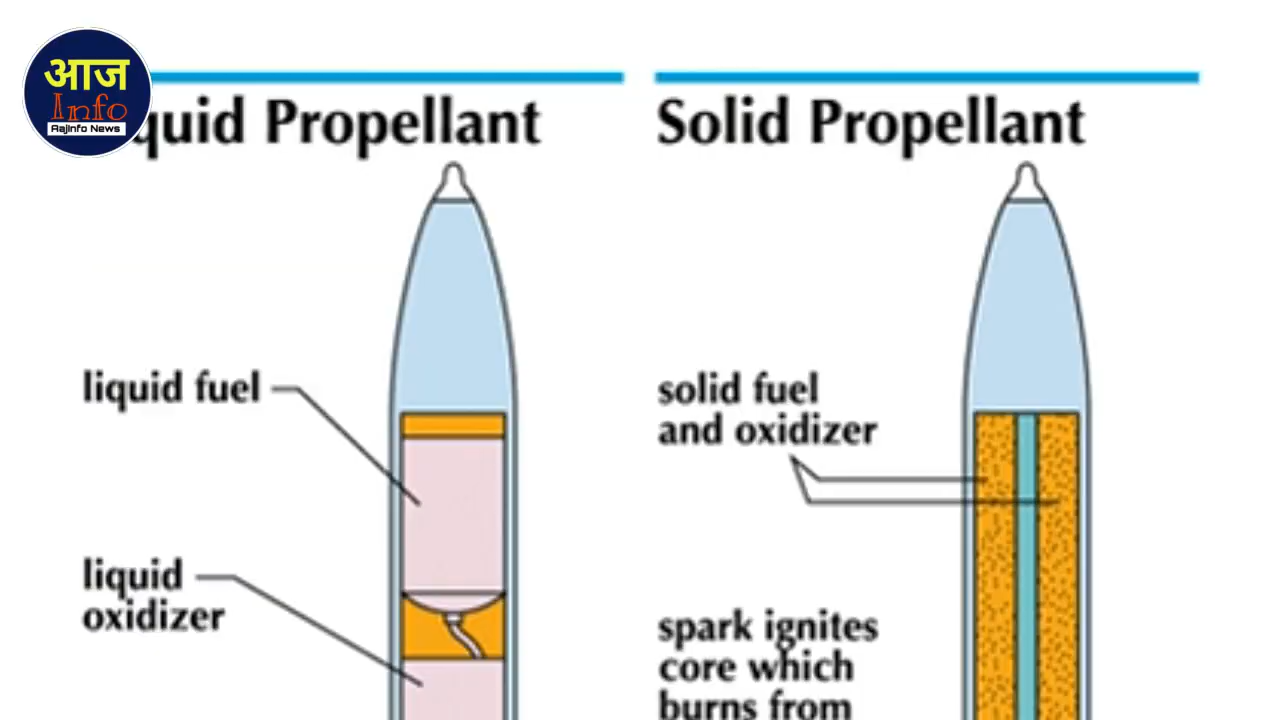 आज
Info
RajInfo News
quid Propellant
liquid fuel
liquid
oxidizer
Solid Propellant
solid fuel
and oxidizer
spark ignites
core which
burns from